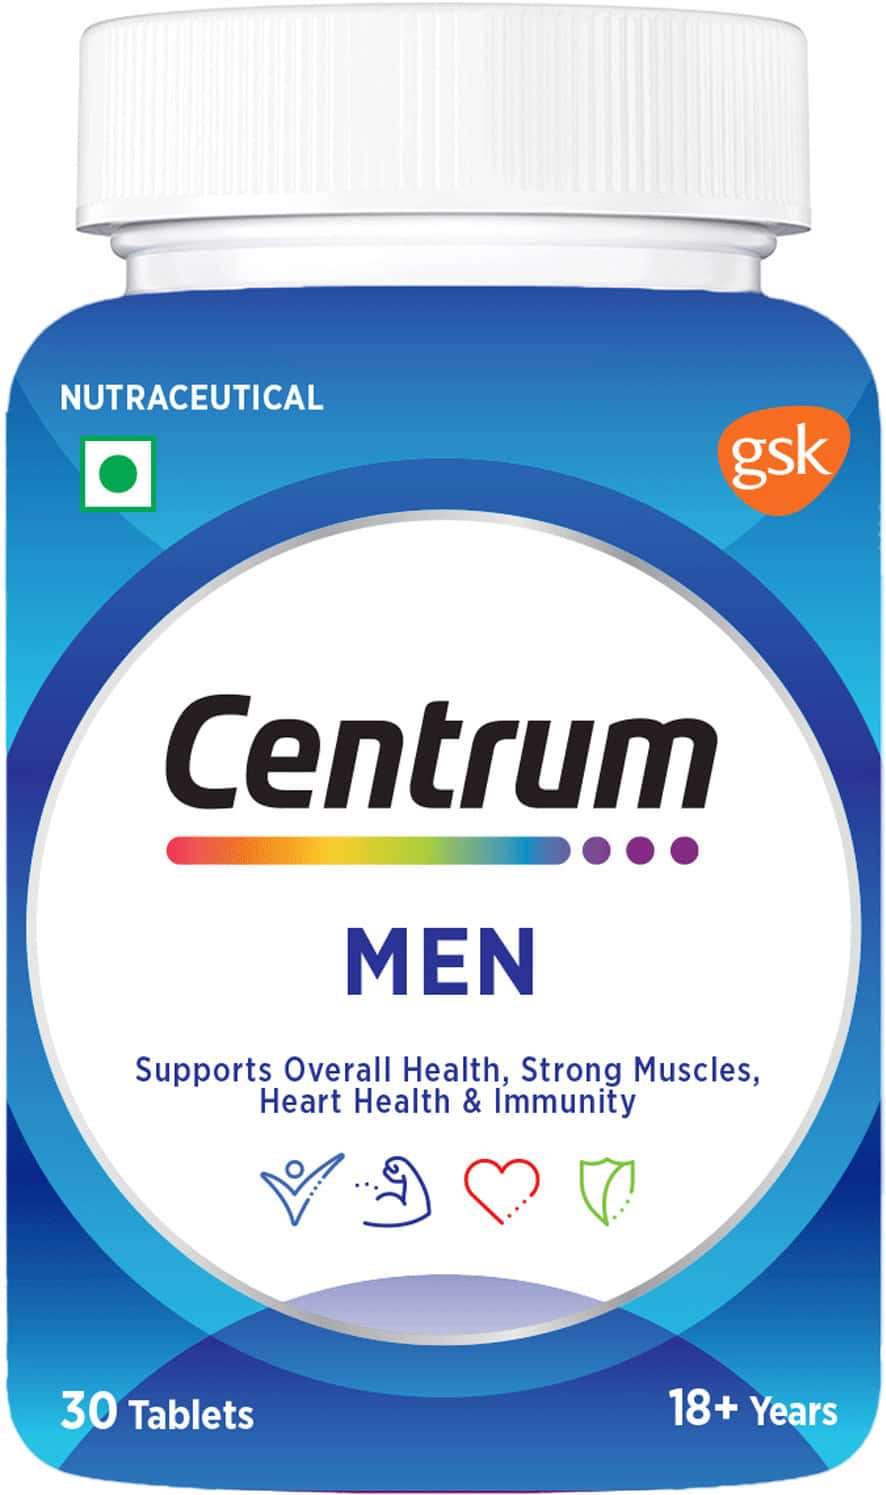 NUTRACEUTICAL
gsk
Centrum
MEN
Supports Overall Health, Strong Muscles,
Heart Health & Immunity
30 Tablets
18+ Years